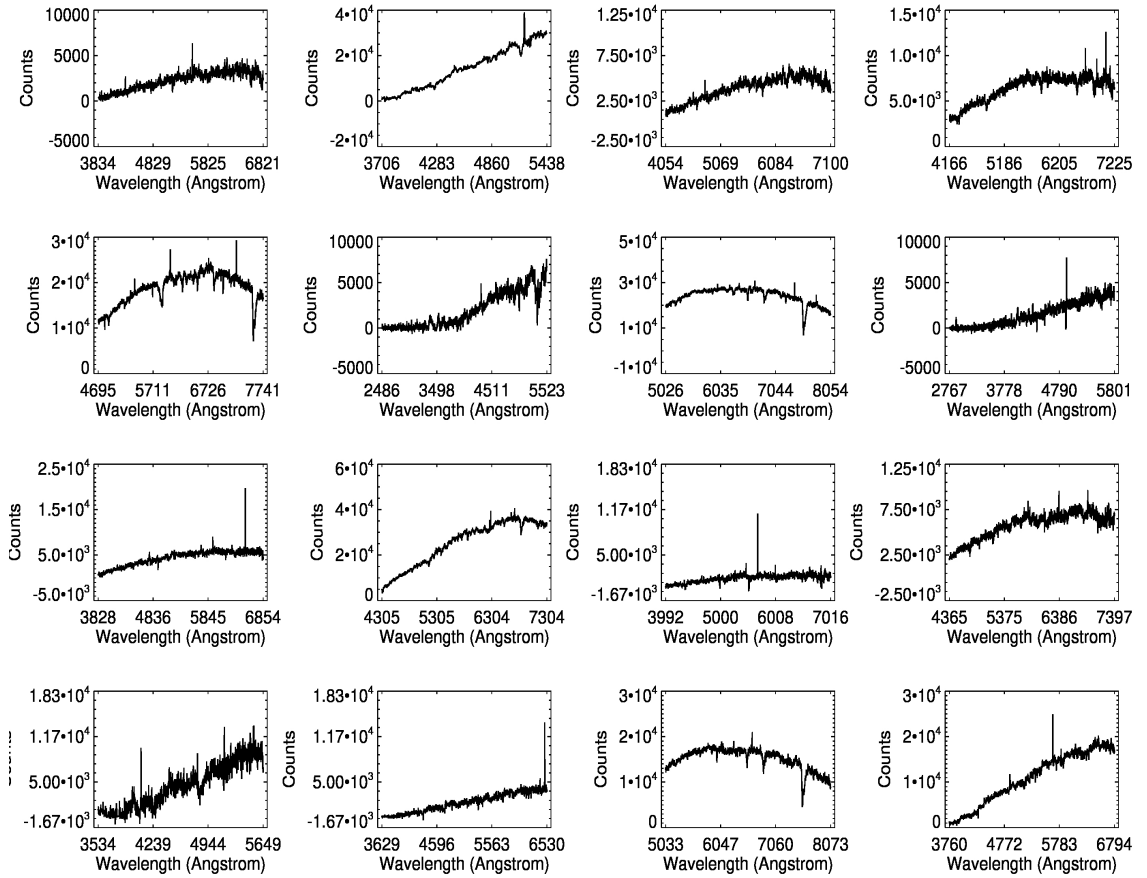 10000 4•10⁴ 1.25•10⁴ 1.5•10⁴
Counts Counts Counts Counts
5000 2•10⁴ 7.50•10³ 1.0•10⁴
0 0 2.50•10³ 5.0•10³
-5000 -2•10⁴ -2.50•10³ 0
3834 4829 5825 6821 3706 4283 4860 5438 4054 5069 6084 7100 4166 5186 6205 7225
Wavelength (Angstrom) Wavelength (Angstrom) Wavelength (Angstrom) Wavelength (Angstrom)
3•10⁴ 10000 5•10⁴ 10000
Counts Counts Counts Counts
2•10⁴ 5000 3•10⁴ 5000
1•10⁴ 0 1•10⁴ 0
0 -5000 -1•10⁴ -5000
4695 5711 6726 7741 2486 3498 4511 5523 5026 6035 7044 8054 2767 3778 4790 5801
Wavelength (Angstrom) Wavelength (Angstrom) Wavelength (Angstrom) Wavelength (Angstrom)
2.5•10⁴ 6•10⁴ 1.83•10⁴ 1.25•10⁴
Counts Counts Counts Counts
1.5•10⁴ 4•10⁴ 1.17•10⁴ 7.50•10³
5.0•10³ 2•10⁴ 5.00•10³ 2.50•10³
-5.0•10³ 0 -1.67•10³ -2.50•10³
3828 4836 5845 6854 4305 5305 6304 7304 3992 5000 6008 7016 4365 5375 6386 7397
Wavelength (Angstrom) Wavelength (Angstrom) Wavelength (Angstrom) Wavelength (Angstrom)
1.83•10⁴ 1.83•10⁴ 3•10⁴ 3•10⁴
Counts Counts Counts
1.17•10⁴ 1.17•10⁴ 2•10⁴ 2•10⁴
5.00•10³ 5.00•10³ 1•10⁴ 1•10⁴
-1.67•10³ -1.67•10³ 0 0
3534 4239 4944 5649 3629 4596 5563 6530 5033 6047 7060 8073 3760 4772 5783 6794
Wavelength (Angstrom) Wavelength (Angstrom) Wavelength (Angstrom) Wavelength (Angstrom)